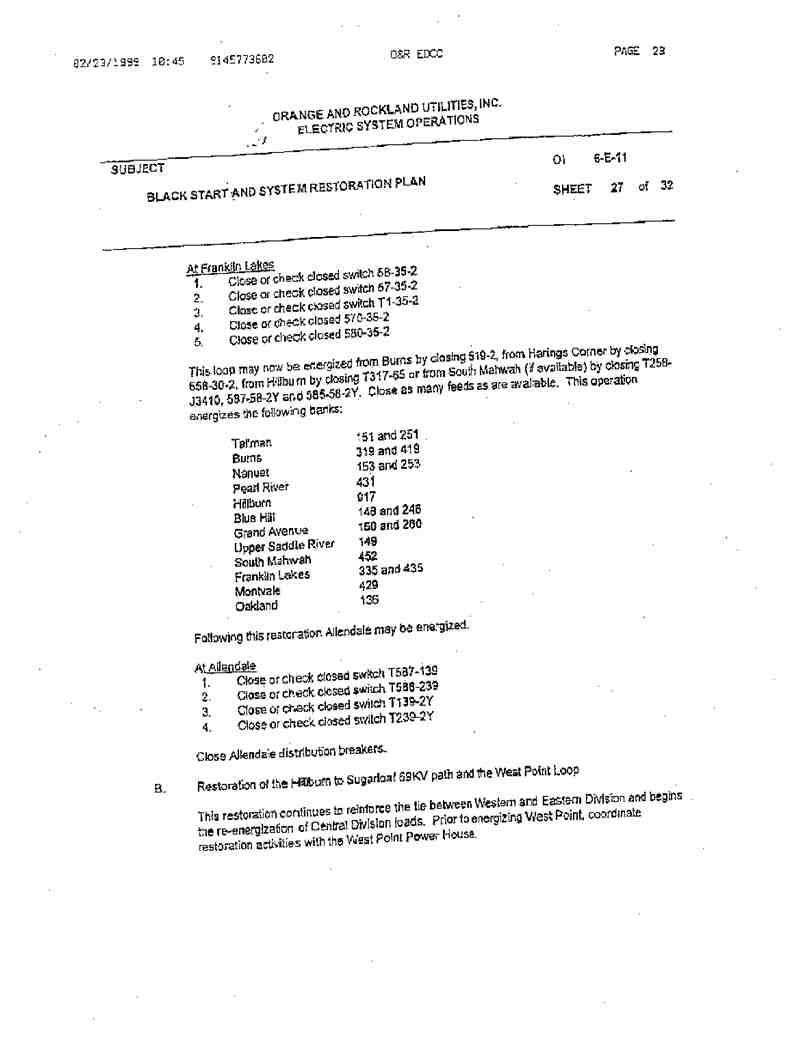 02/23/1999 10:45 9145773602 O&R EDCC PAGE 29
ORANGE AND ROCKLAND UTILITIES, INC.
ELECTRIC SYSTEM OPERATIONS
SUBJECT OI 6-E-11
BLACK START AND SYSTEM RESTORATION PLAN SHEET 27 of 32
At Franklin Lakes
1. Close or check closed switch 58-35-2
2. Close or check closed switch 67-35-2
3. Close or check closed switch T1-35-2
4. Close or check closed 570-35-2
5. Close or check closed 580-35-2
This loop may now be energized from Burns by closing 519-2, from Harings Corner by closing
658-30-2, from Hillburn by closing T317-65 or from South Mahwah (if available) by closing T258-
J3410, 587-58-2Y and 586-58-2Y. Close as many feeds as are available. This operation
energizes the following banks:
Tallman 151 and 251
Burns 319 and 419
Nanuet 153 and 253
Pearl River 431
Hillburn 917
Blue Hill 148 and 248
Grand Avenue 160 and 260
Upper Saddle River 149
South Mahwah 452
Franklin Lakes 335 and 435
Montvale 429
Oakland 136
Following this restoration Allendale may be energized.
At Allendale
1. Close or check closed switch T587-139
2. Close or check closed switch T586-239
3. Close or check closed switch T139-2Y
4. Close or check closed switch T239-2Y
Close Allendale distribution breakers.
B. Restoration of the Hillburn to Sugarloaf 69KV path and the West Point Loop
This restoration continues to reinforce the tie between Western and Eastern Division and begins
the re-energization of Central Division loads. Prior to energizing West Point, coordinate
restoration activities with the West Point Power House.